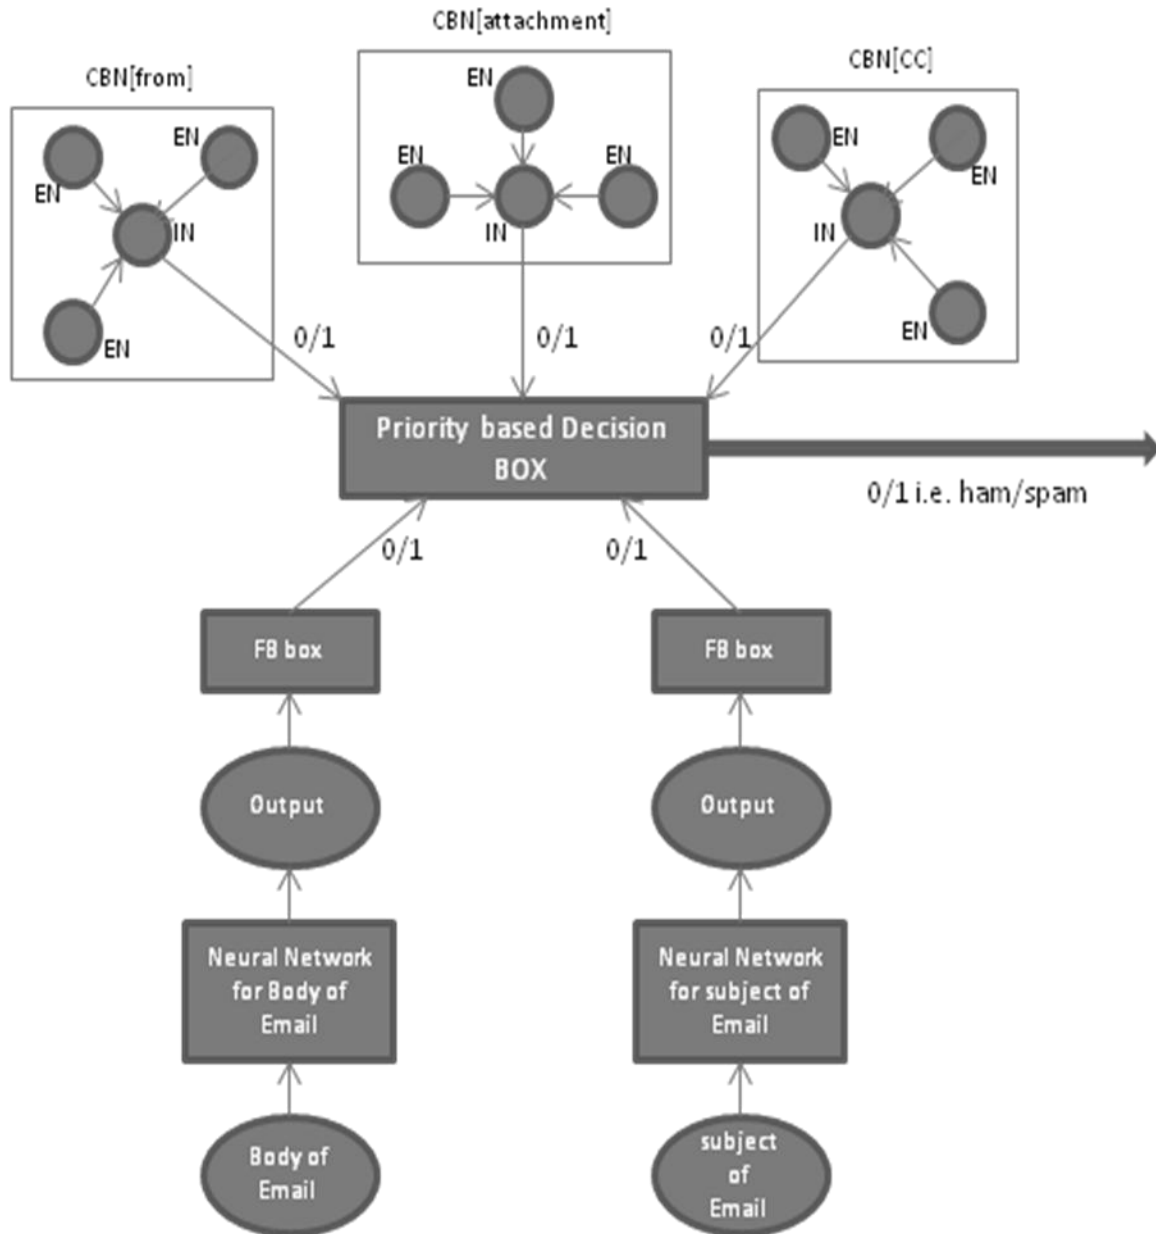 CBN[attachment]
CBN[from]
CBN[CC]
EN
EN
EN
EN
IN
EN
EN
EN
IN
EN
EN
IN
EN
0/1
0/1
0/1
Priority based Decision
BOX
0/1 i.e. ham/spam
0/1
0/1
FB box
FB box
Output
Output
Neural Network
for Body of
Email
Neural Network
for subject of
Email
Body of
Email
subject
of
Email